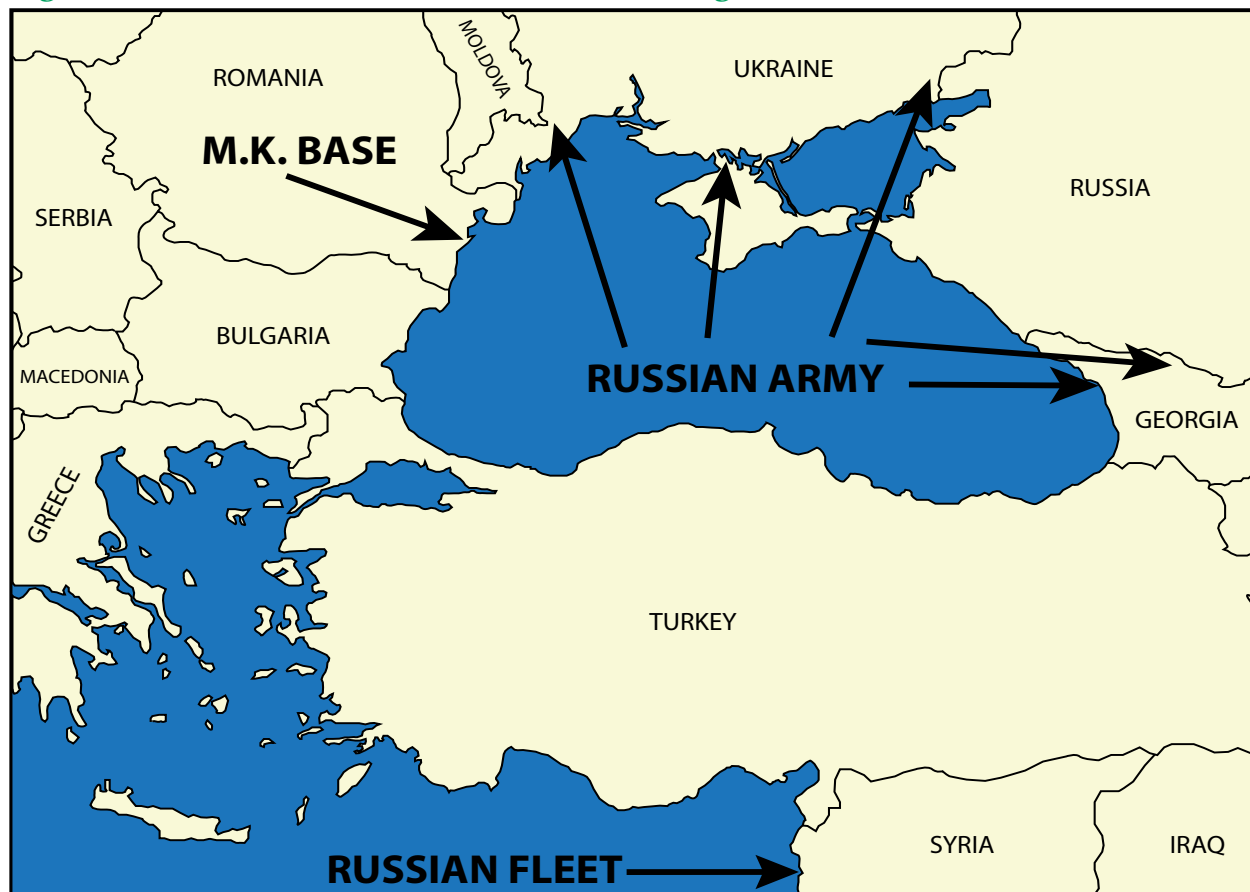 ROMANIA
MOLDOVA
UKRAINE
M.K. BASE
RUSSIA
SERBIA
BULGARIA
MACEDONIA
RUSSIAN ARMY
GEORGIA
GREECE
TURKEY
SYRIA
IRAQ
RUSSIAN FLEET